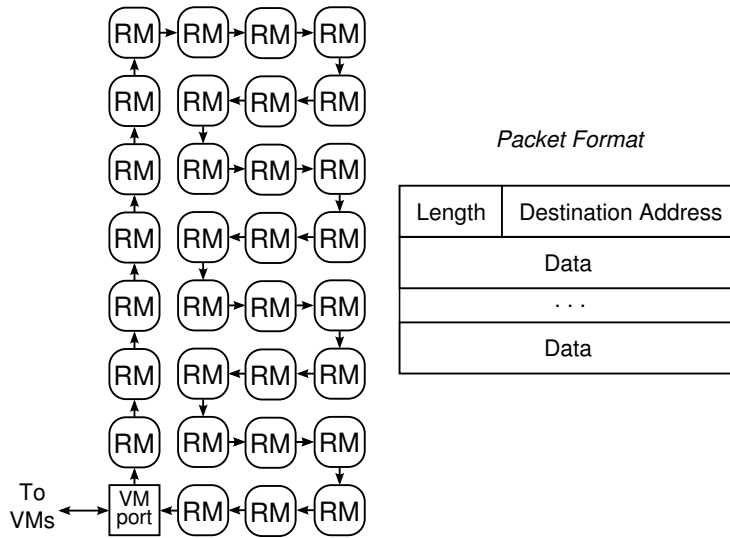 RM RM RM RM
RM RM RM RM
Packet Format
RM RM RM RM
Length Destination Address
RM RM RM RM
Data
. . .
RM RM RM RM
Data
RM RM RM RM
RM RM RM RM
To
VMs
VM
port
RM RM RM